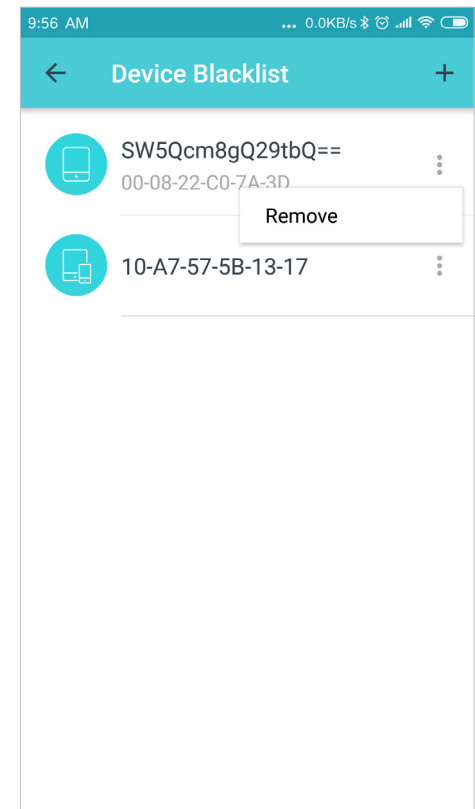 9:56 AM ... 0.0KB/s
Device Blacklist
SW5Qcm8gQ29tbQ==
00-08-22-C0-7A-3D
Remove
10-A7-57-5B-13-17